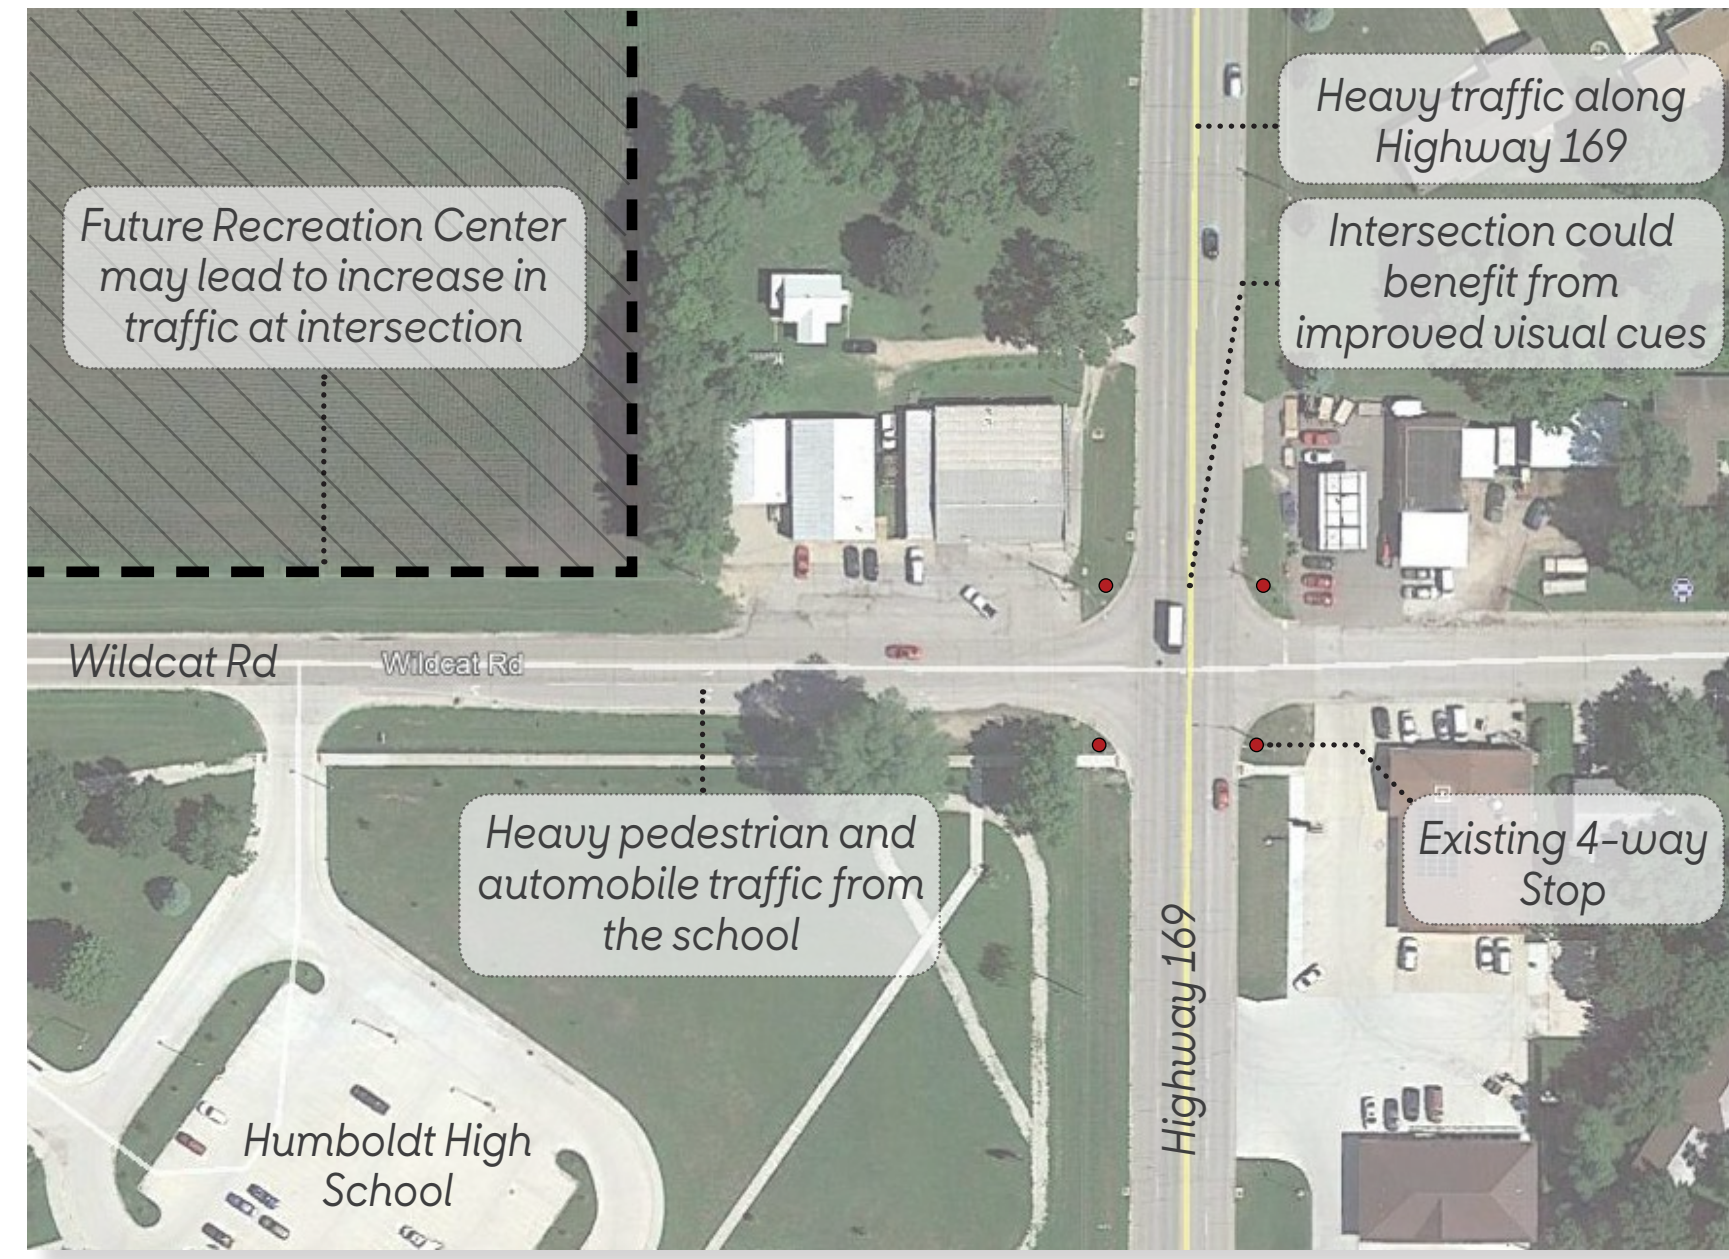 Heavy traffic along
Highway 169
Future Recreation Center
may lead to increase in
traffic at intersection
Intersection could
benefit from
improved visual cues
Wildcat Rd
Wildcat Rd
Heavy pedestrian and
automobile traffic from
the school
Existing 4-way
Stop
Highway 169
Humboldt High
School